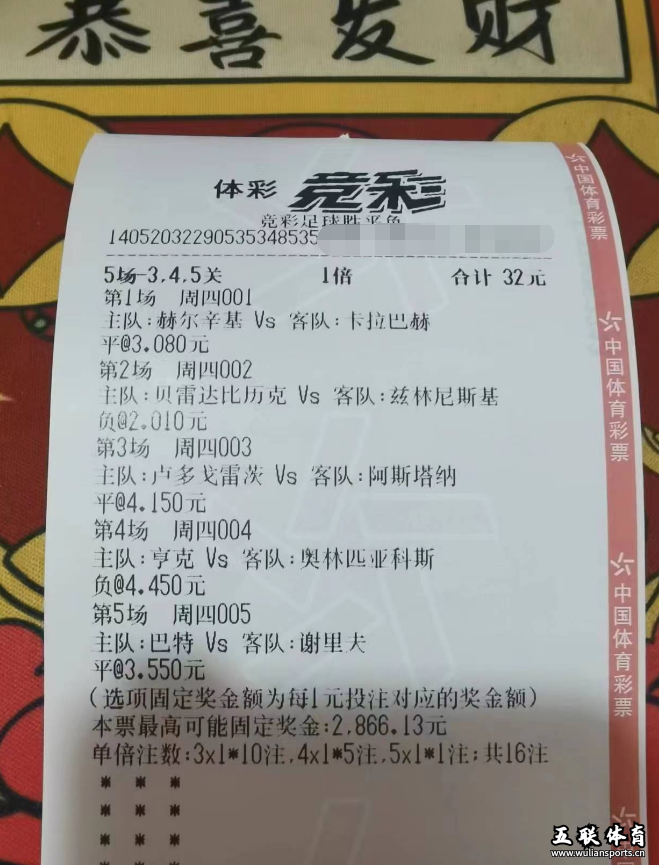 恭喜发财
体彩 竞彩
竞彩足球胜平负
14052032290535348535
5场-3,4,5关 1倍 合计 32元
第1场 周四001
主队:赫尔辛基 Vs 客队:卡拉巴赫
平@3.080元
第2场 周四002
主队:贝雷达比历克 Vs 客队:兹林尼斯基
负@2.010元
第3场 周四003
主队:卢多戈雷茨 Vs 客队:阿斯塔纳
平@4.150元
第4场 周四004
主队:亨克 Vs 客队:奥林匹亚科斯
负@4.450元
第5场 周四005
主队:巴特 Vs 客队:谢里夫
平@3.550元
(选项固定奖金额为每1元投注对应的奖金额)
本票最高可能固定奖金:2,866.13元
单倍注数:3x1*10注,4x1*5注,5x1*1注;共16注
* * *
* * *
* * *
* * *
中国体育彩票
中国体育彩票
中国体育彩票
互联体育
www.wuliansports.cn